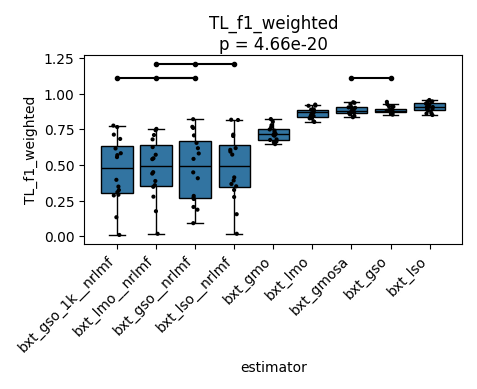 TL_f1_weighted
p = 4.66e-20
TL_f1_weighted
1.25
1.00
0.75
0.50
0.25
0.00
bxt_gso_1k__nrlmf
bxt_lmo__nrlmf
bxt_gso__nrlmf
bxt_lso__nrlmf
bxt_gmo
bxt_lmo
bxt_gmosa
bxt_gso
bxt_lso
estimator